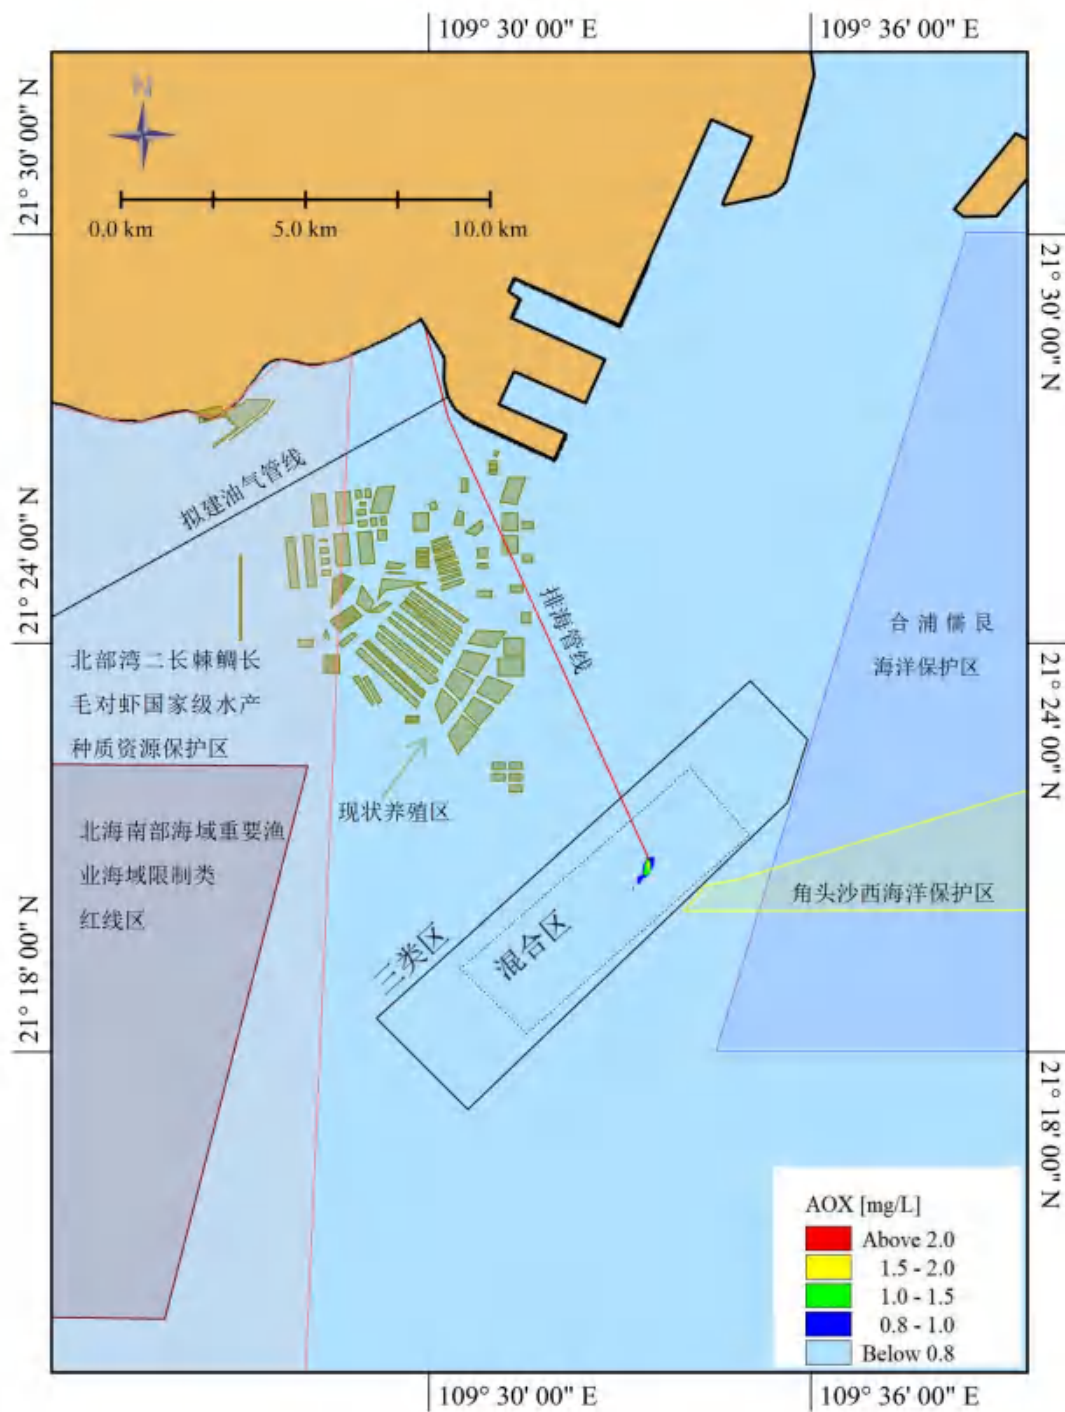 109° 30' 00" E
109° 36' 00" E
N
21° 30' 00" N
0.0 km
5.0 km
10.0 km
21° 30' 00" N
拟建油气管线
21° 24' 00" N
排海管线
合浦儒艮
海洋保护区
北部湾二长棘鲷长
毛对虾国家级水产
种质资源保护区
21° 24' 00" N
现状养殖区
北海南部海域重要渔
业海域限制类
红线区
角头沙西海洋保护区
三类区
混合区
21° 18' 00" N
21° 18' 00" N
AOX [mg/L]
Above 2.0
1.5 - 2.0
1.0 - 1.5
0.8 - 1.0
Below 0.8
109° 30' 00" E
109° 36' 00" E